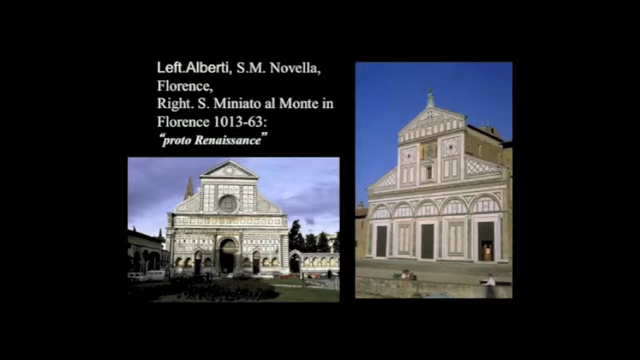 Left.Alberti, S.M. Novella,
Florence,
Right. S. Miniato al Monte in
Florence 1013-63:
“proto Renaissance”